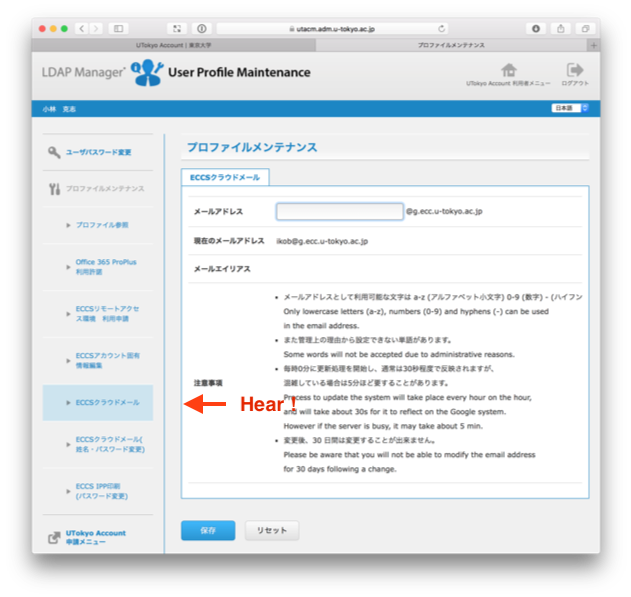 utacm.adm.u-tokyo.ac.jp
UTokyo Account | 東京大学
プロファイルメンテナンス
LDAP Manager
User Profile Maintenance
UTokyo Account 利用者メニュー
ログアウト
小林 克志
日本語
ユーザパスワード変更
プロファイルメンテナンス
プロファイル参照
Office 365 ProPlus
利用許諾
ECCSリモートアクセ
ス環境 利用申請
ECCSアカウント固有
情報編集
ECCSクラウドメール
ECCSクラウドメール(
姓名・パスワード変更)
ECCS IPP印刷
(パスワード変更)
UTokyo Account
申請メニュー
プロファイルメンテナンス
ECCSクラウドメール
メールアドレス
@g.ecc.u-tokyo.ac.jp
現在のメールアドレス
ikob@g.ecc.u-tokyo.ac.jp
メールエイリアス
注意事項
• メールアドレスとして利用可能な文字は a-z (アルファベット小文字) 0-9 (数字) - (ハイフン
Only lowercase letters (a-z), numbers (0-9) and hyphens (-) can be used
in the email address.
• また管理上の理由から設定できない単語があります。
Some words will not be accepted due to administrative reasons.
• 毎時0分に更新処理を開始し、通常は30秒程度で反映されますが、
混雑している場合は5分ほど要することがあります。
Process to update the system will take place every hour on the hour,
and will take about 30s for it to reflect on the Google system.
However if the server is busy, it may take about 5 min.
• 変更後、30 日間は変更することが出来ません。
Please be aware that you will not be able to modify the email address
for 30 days following a change.
Hear !
保存
リセット